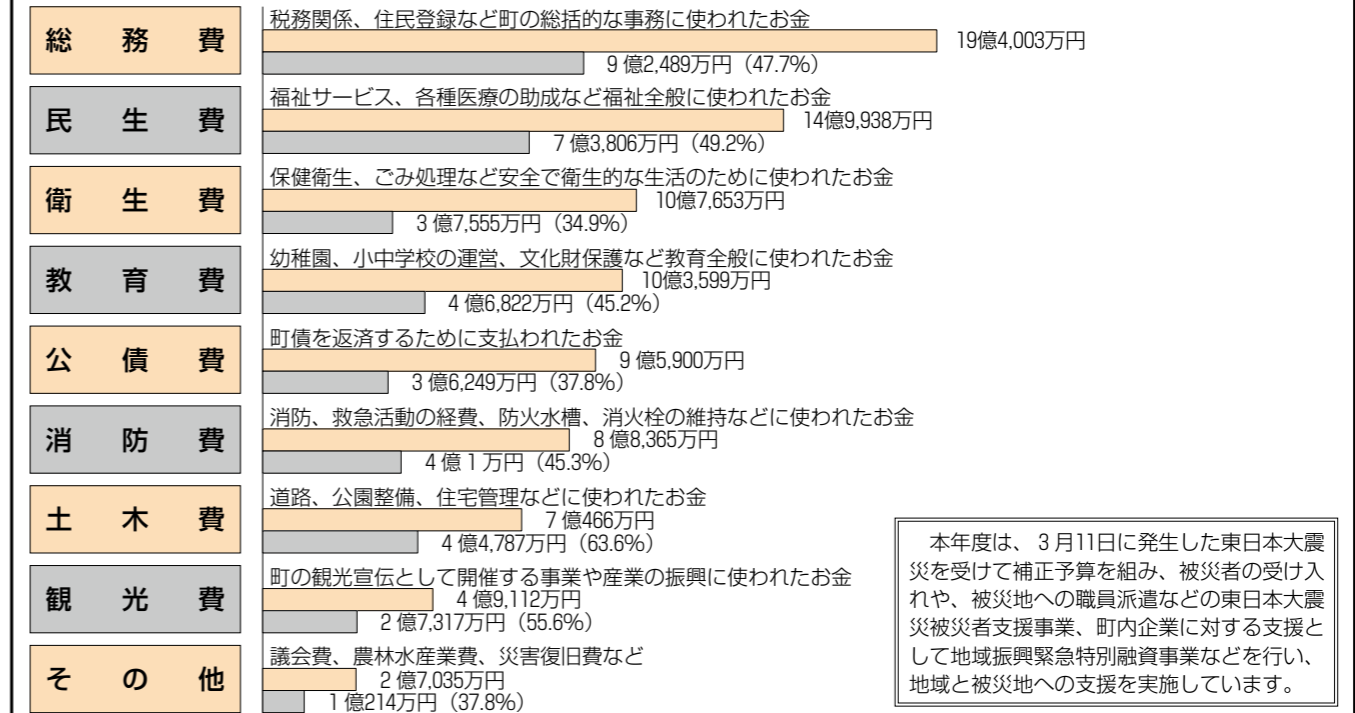 総務費
税務関係、住民登録など町の総括的な事務に使われたお金
19億4,003万円
9億2,489万円（47.7%）
民生費
福祉サービス、各種医療の助成など福祉全般に使われたお金
14億9,938万円
7億3,806万円（49.2%）
衛生費
保健衛生、ごみ処理など安全で衛生的な生活のために使われたお金
10億7,653万円
3億7,555万円（34.9%）
教育費
幼稚園、小中学校の運営、文化財保護など教育全般に使われたお金
10億3,599万円
4億6,822万円（45.2%）
公債費
町債を返済するために支払われたお金
9億5,900万円
3億6,249万円（37.8%）
消防費
消防、救急活動の経費、防火水槽、消火栓の維持などに使われたお金
8億8,365万円
4億1万円（45.3%）
土木費
道路、公園整備、住宅管理などに使われたお金
7億466万円
4億4,787万円（63.6%）
観光費
町の観光宣伝として開催する事業や産業の振興に使われたお金
4億9,112万円
2億7,317万円（55.6%）
その他
議会費、農林水産業費、災害復旧費など
2億7,035万円
1億214万円（37.8%）
本年度は、3月11日に発生した東日本大震
災を受けて補正予算を組み、被災者の受け入
れや、被災地への職員派遣などの東日本大震
災被災者支援事業、町内企業に対する支援と
して地域振興緊急特別融資事業などを行い、
地域と被災地への支援を実施しています。